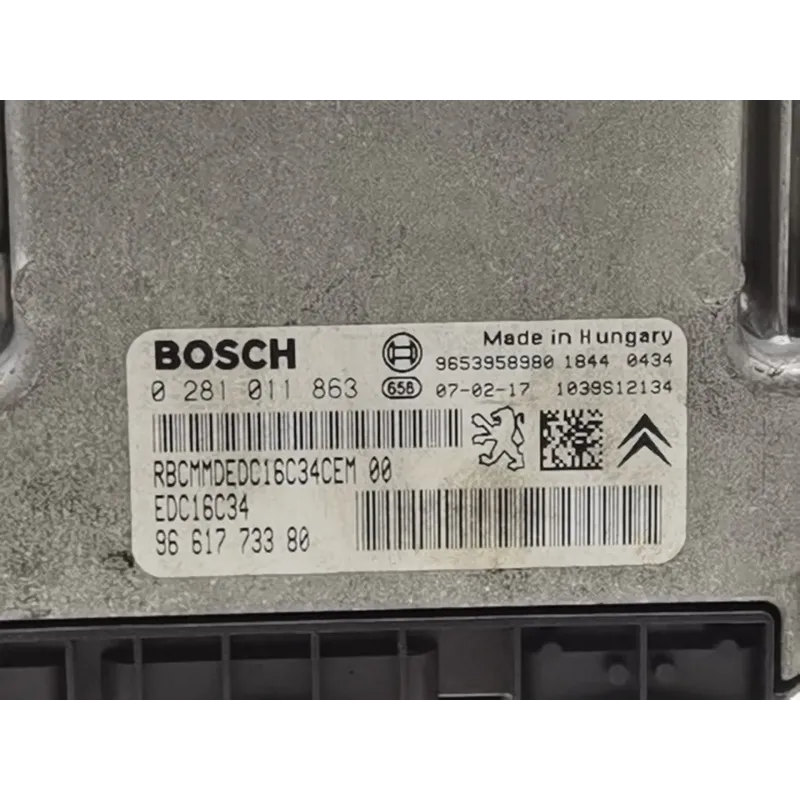 BOSCH
Made in Hungary
9653958980 1844 0434
0 281 011 863 658 07-02-17 1039S12134
RBCMMDEDC16C34CEM 00
EDC16C34
96 617 733 80